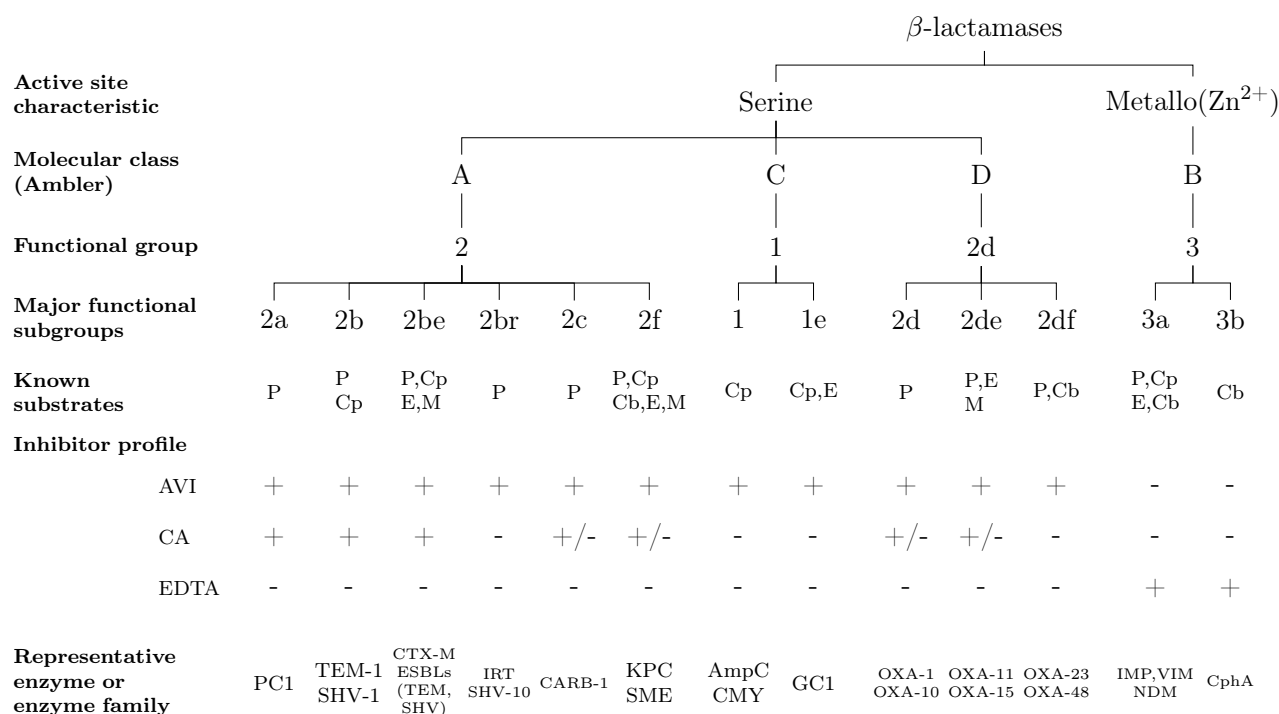 β-lactamases
Active site
characteristic
Serine Metallo(Zn²⁺)
Molecular class
(Ambler)
A C D B
Functional group 2 1 2d 3
Major functional
subgroups
2a 2b 2be 2br 2c 2f 1 1e 2d 2de 2df 3a 3b
Known
substrates
P
P
Cp
P,Cp
E,M
P
P
P,Cp
Cb,E,M
Cp
Cp,E
P
P,E
M
P,Cb
P,Cp
E,Cb
Cb
Inhibitor profile
AVI + + + + + + + + + + + - -
CA + + + - +/- +/- - - +/- +/- - - -
EDTA - - - - - - - - - - - + +
Representative
enzyme or
enzyme family
PC1
TEM-1
SHV-1
CTX-M
ESBLs
(TEM,
SHV)
IRT
SHV-10
CARB-1
KPC
SME
AmpC
CMY
GC1
OXA-1
OXA-10
OXA-11
OXA-15
OXA-23
OXA-48
IMP,VIM
NDM
CphA